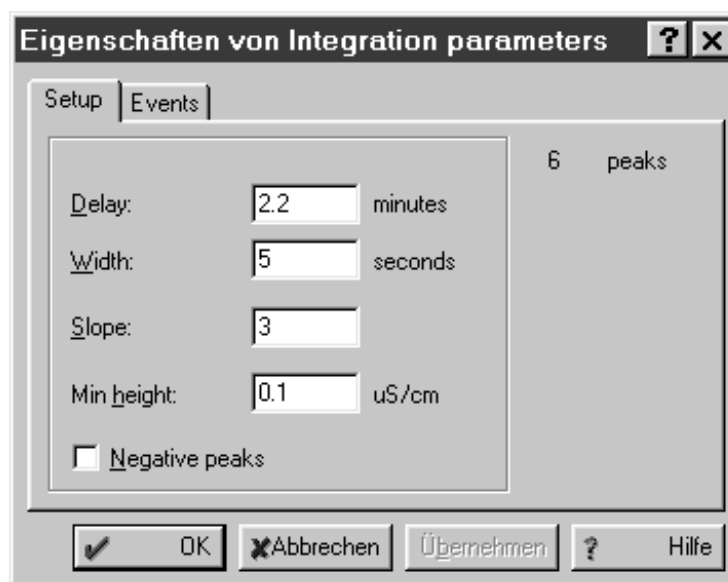 Eigenschaften von Integration parameters
Setup Events
6 peaks
Delay: 2.2 minutes
Width: 5 seconds
Slope: 3
Min height: 0.1 uS/cm
Negative peaks
OK Abbrechen Übernehmen Hilfe